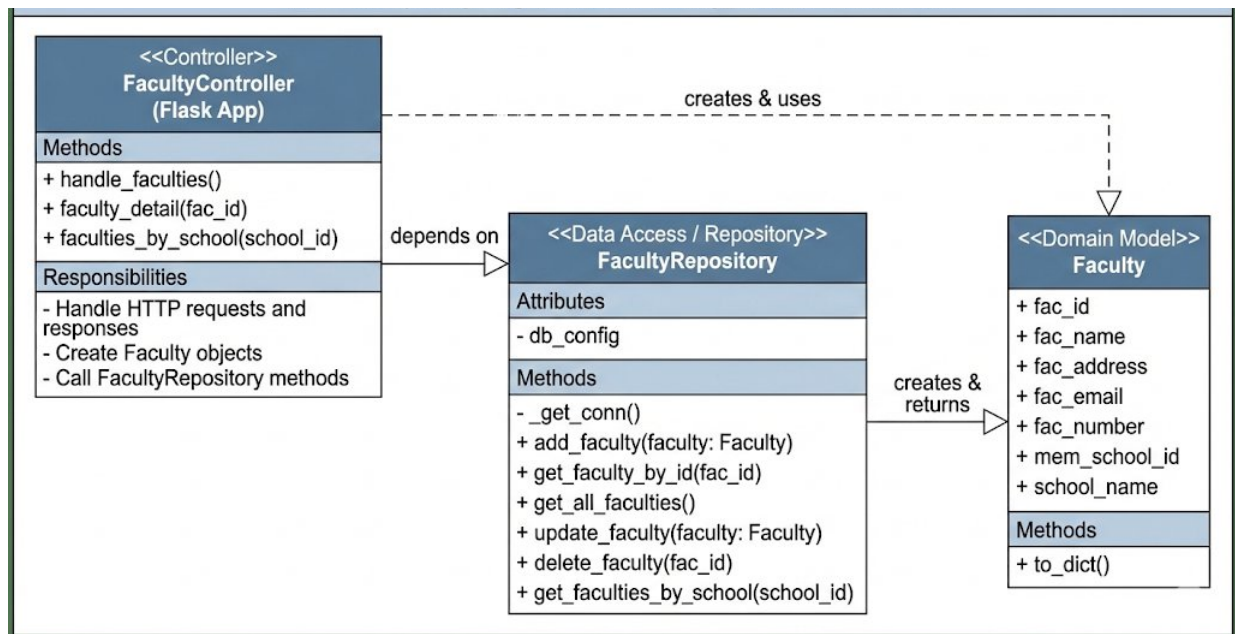 <<Controller>>
FacultyController
(Flask App)
Methods
+ handle_faculties()
+ faculty_detail(fac_id)
+ faculties_by_school(school_id)
Responsibilities
- Handle HTTP requests and
responses
- Create Faculty objects
- Call FacultyRepository methods
creates & uses
depends on
<<Data Access / Repository>>
FacultyRepository
Attributes
- db_config
Methods
- _get_conn()
+ add_faculty(faculty: Faculty)
+ get_faculty_by_id(fac_id)
+ get_all_faculties()
+ update_faculty(faculty: Faculty)
+ delete_faculty(fac_id)
+ get_faculties_by_school(school_id)
creates &
returns
<<Domain Model>>
Faculty
+ fac_id
+ fac_name
+ fac_address
+ fac_email
+ fac_number
+ mem_school_id
+ school_name
Methods
+ to_dict()